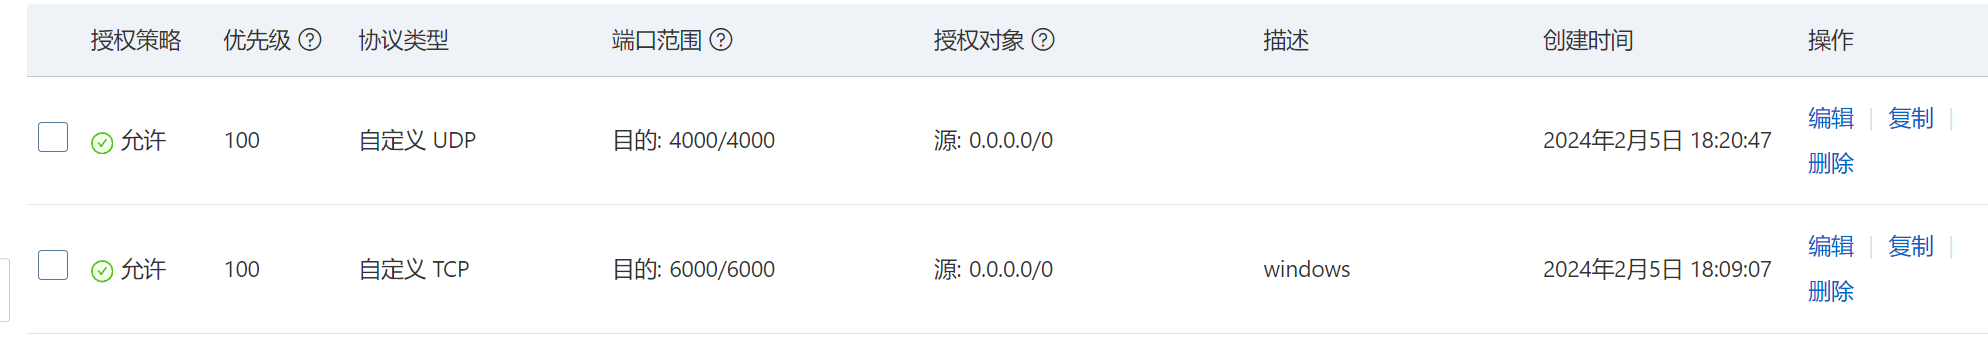 授权策略 优先级 协议类型 端口范围 授权对象 描述 创建时间 操作
允许 100 自定义 UDP 目的: 4000/4000 源: 0.0.0.0/0 2024年2月5日 18:20:47 编辑 | 复制 |
删除
允许 100 自定义 TCP 目的: 6000/6000 源: 0.0.0.0/0 windows 2024年2月5日 18:09:07 编辑 | 复制 |
删除